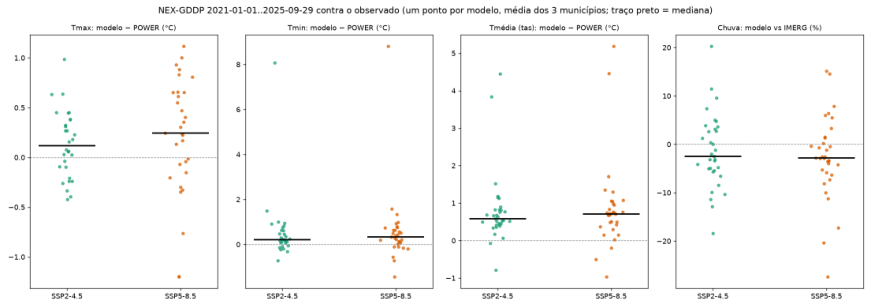 NEX-GDDP 2021-01-01..2025-09-29 contra o observado (um ponto por modelo, média dos 3 municípios; traço preto = mediana)
Tmax: modelo − POWER (°C)
1.0
0.5
0.0
−0.5
−1.0
SSP2-4.5 SSP5-8.5
Tmin: modelo − POWER (°C)
8
6
4
2
0
SSP2-4.5 SSP5-8.5
Tmédia (tas): modelo − POWER (°C)
5
4
3
2
1
0
−1
SSP2-4.5 SSP5-8.5
Chuva: modelo vs IMERG (%)
20
10
0
−10
−20
SSP2-4.5 SSP5-8.5